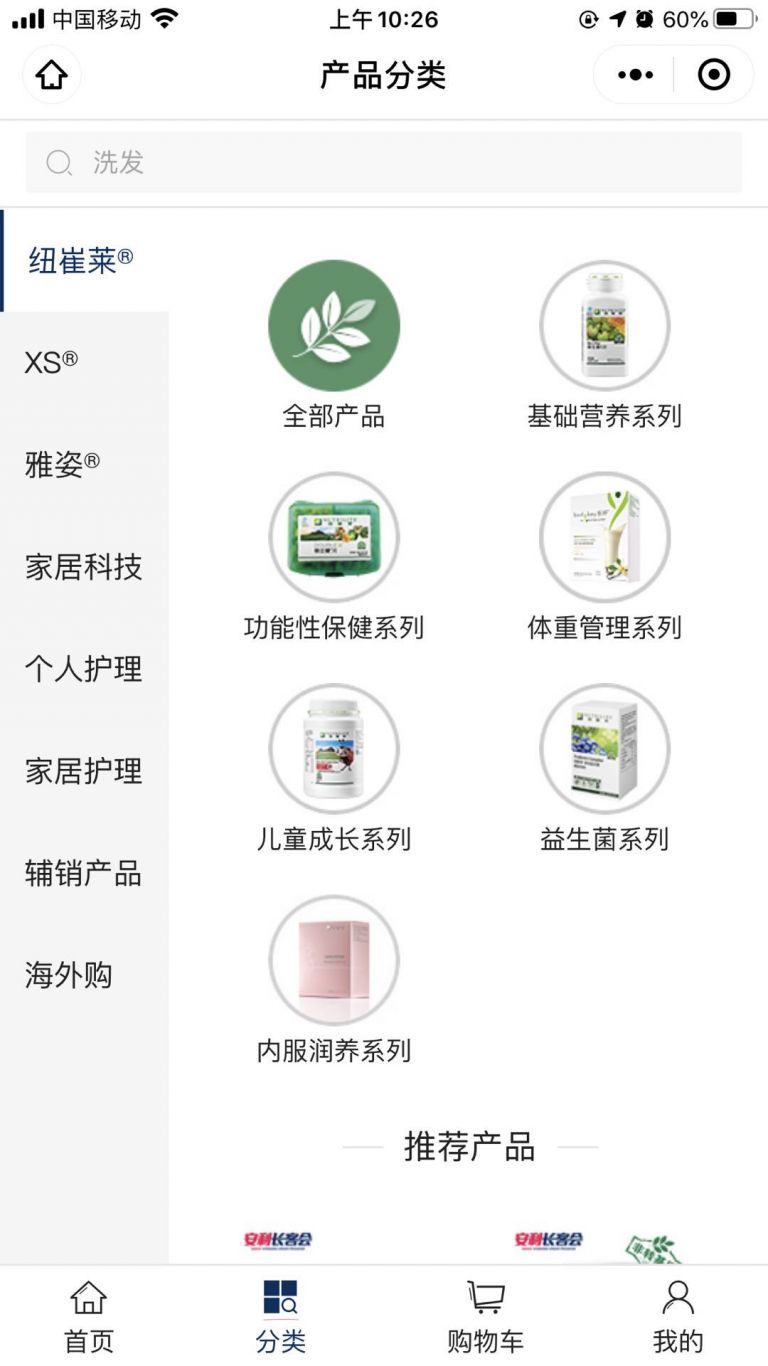 中国移动 上午10:26 60%
产品分类
洗发
纽崔莱®
XS®
雅姿®
家居科技
个人护理
家居护理
辅销产品
海外购
全部产品 基础营养系列
功能性保健系列 体重管理系列
儿童成长系列 益生菌系列
内服润养系列
推荐产品
安利长客会 安利长客会
首页 分类 购物车 我的